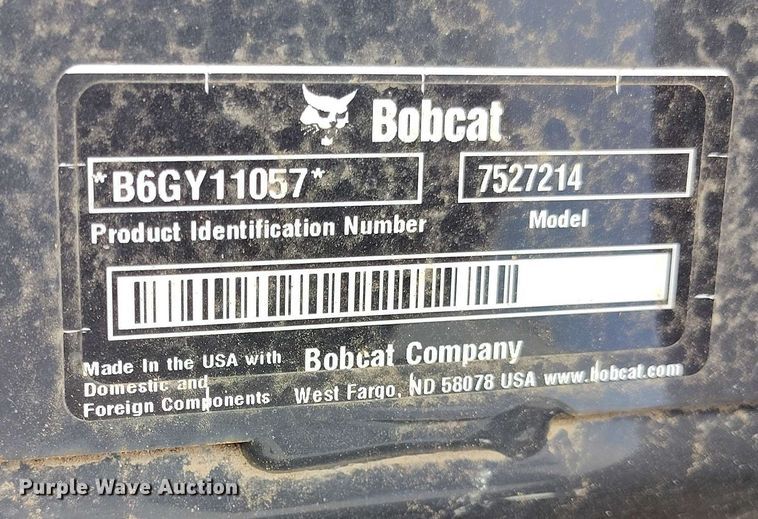 Bobcat
*B6GY11057*
7527214
Product Identification Number
Model
Made In the USA with
Domestic and
Foreign Components
Bobcat Company
West Fargo, ND 58078 USA www.bobcat.com
Purple Wave Auction